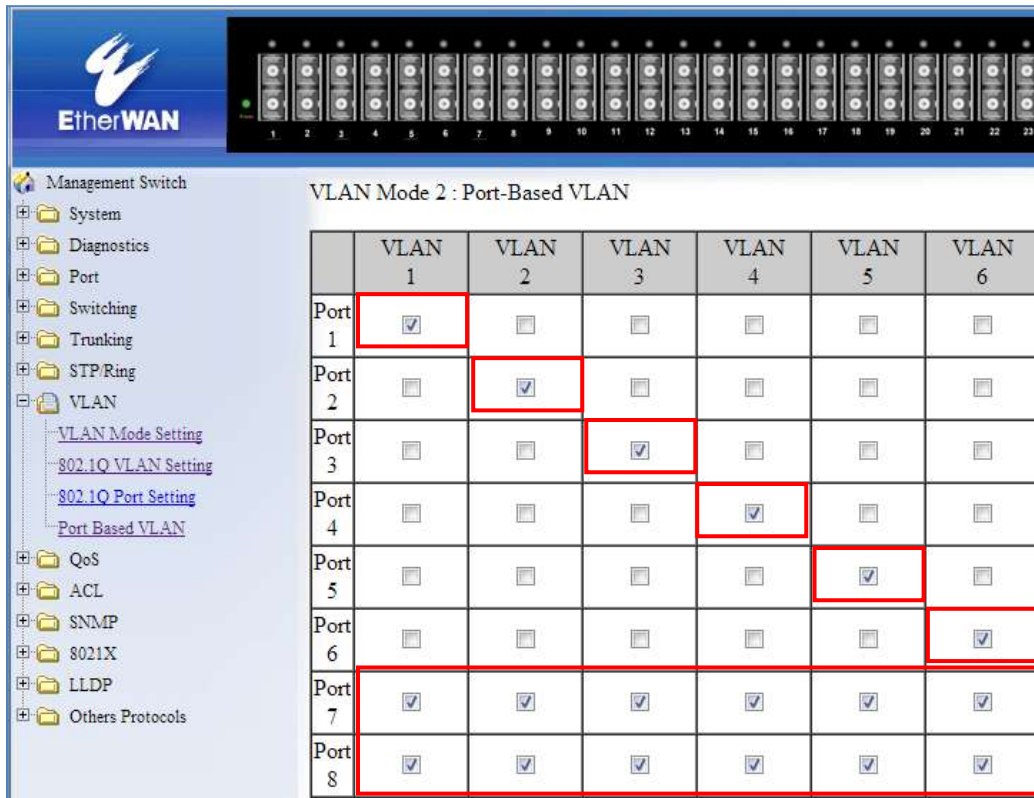 EtherWAN
1 2 3 4 5 6 7 8 9 10 11 12 13 14 15 16 17 18 19 20 21 22 23
Management Switch
System
Diagnostics
Port
Switching
Trunking
STP/Ring
VLAN
VLAN Mode Setting
802.1Q VLAN Setting
802.1Q Port Setting
Port Based VLAN
QoS
ACL
SNMP
8021X
LLDP
Others Protocols
VLAN Mode 2 : Port-Based VLAN
VLAN VLAN VLAN VLAN VLAN VLAN
1 2 3 4 5 6
Port
1
Port
2
Port
3
Port
4
Port
5
Port
6
Port
7
Port
8